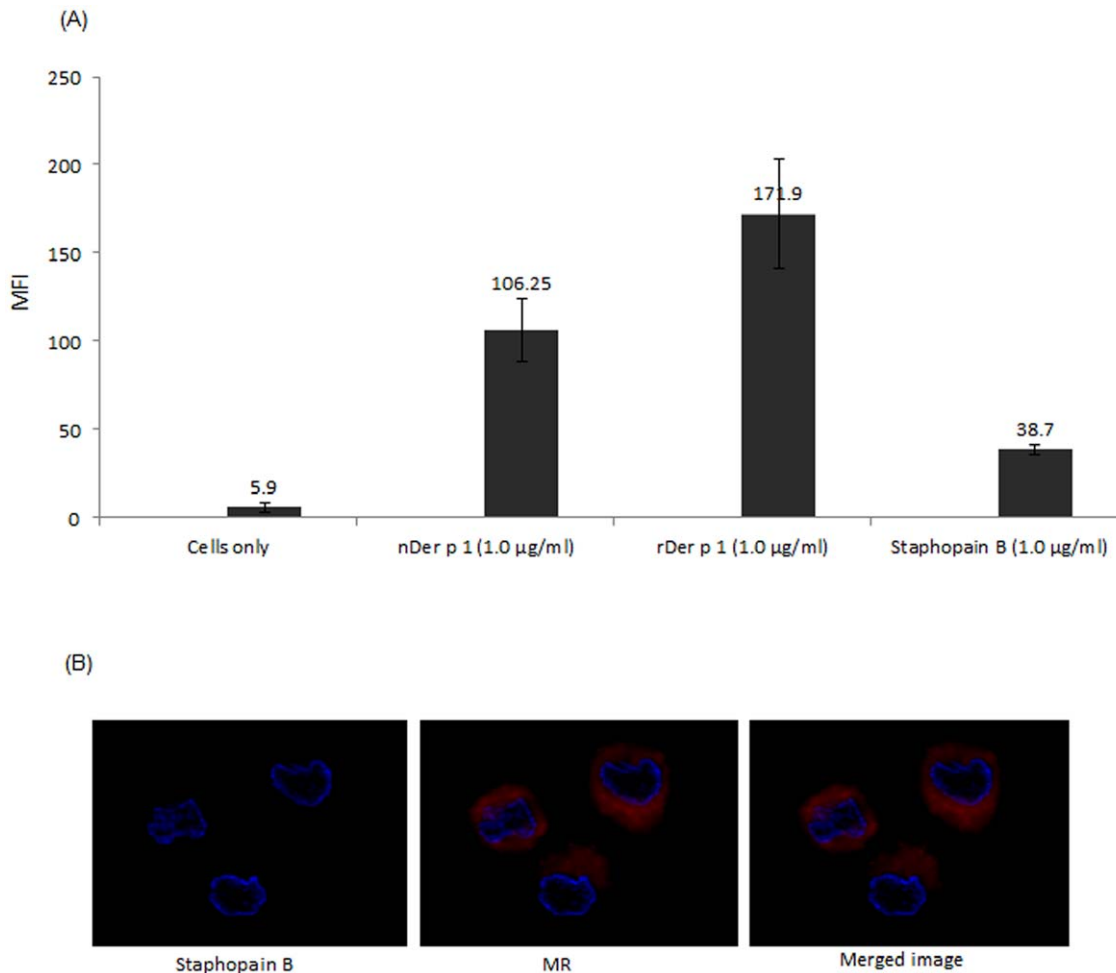 (A)
250
200
150
100
50
0
MFI
5.9
106.25
171.9
38.7
Cells only
nDer p 1 (1.0 µg/ml)
rDer p 1 (1.0 µg/ml)
Staphopain B (1.0 µg/ml)
(B)
Staphopain B
MR
Merged image